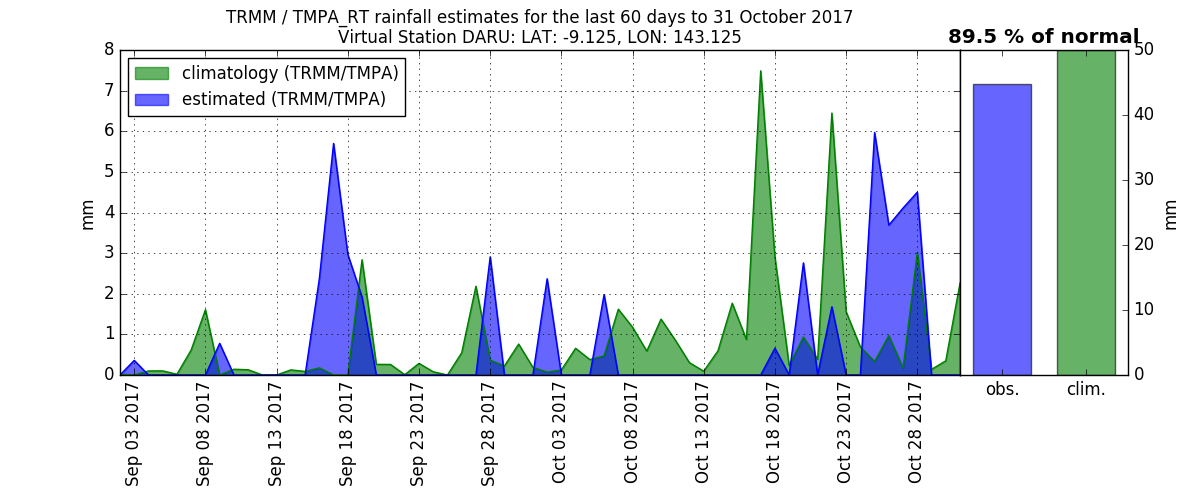 TRMM / TMPA_RT rainfall estimates for the last 60 days to 31 October 2017
Virtual Station DARU: LAT: -9.125, LON: 143.125
89.5 % of normal
climatology (TRMM/TMPA)
estimated (TRMM/TMPA)
8
7
6
5
4
3
2
1
0
mm
Sep 03 2017
Sep 08 2017
Sep 13 2017
Sep 18 2017
Sep 23 2017
Sep 28 2017
Oct 03 2017
Oct 08 2017
Oct 13 2017
Oct 18 2017
Oct 23 2017
Oct 28 2017
obs.
clim.
50
40
30
20
10
0
mm